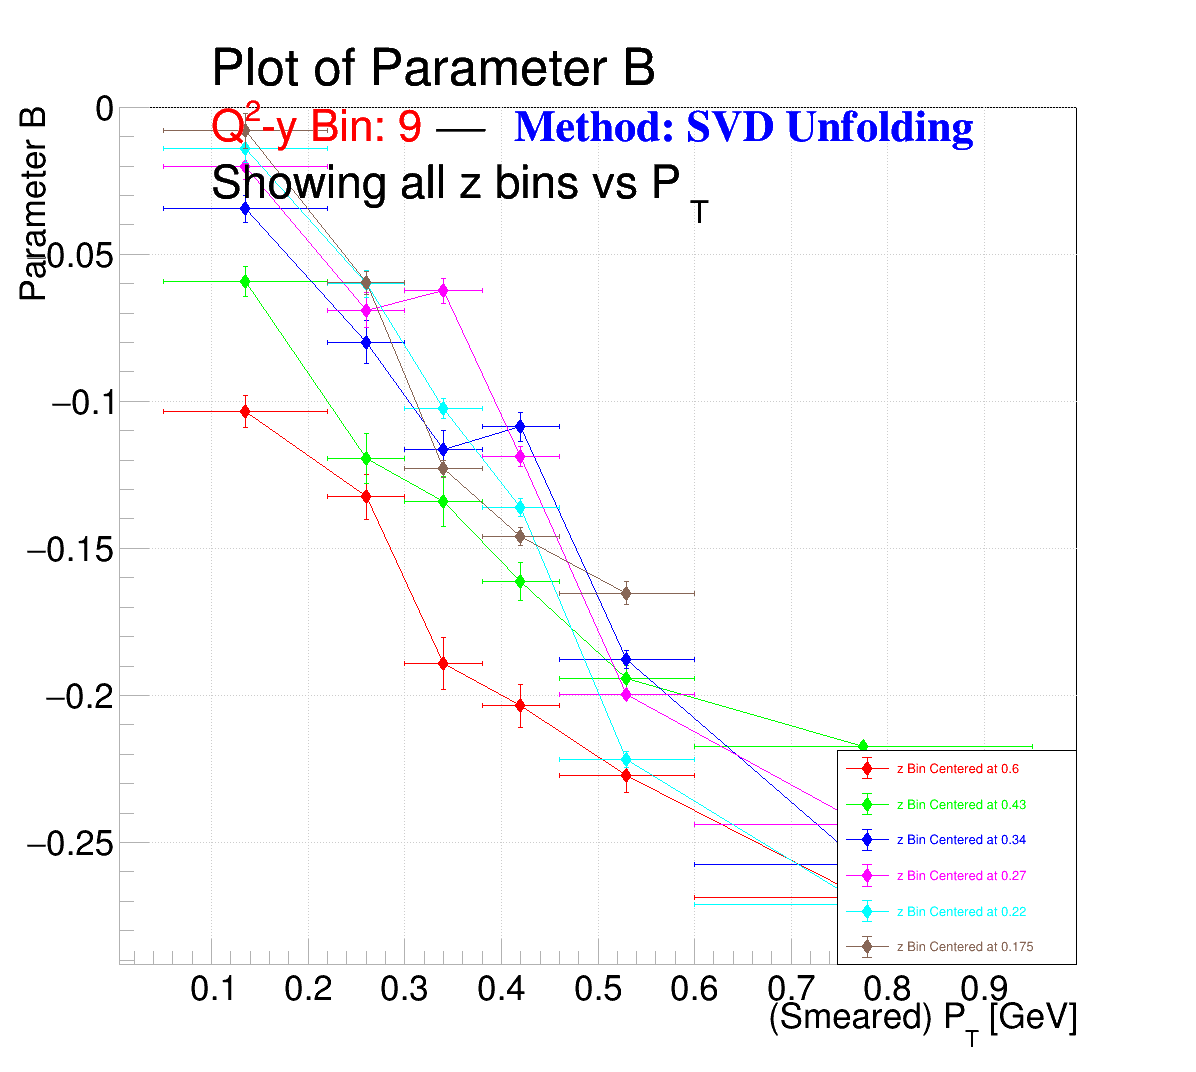 Plot of Parameter B
Q²-y Bin: 9 — Method: SVD Unfolding
Showing all z bins vs P_T
Parameter B
0
−0.05
−0.1
−0.15
−0.2
−0.25
z Bin Centered at 0.6
z Bin Centered at 0.43
z Bin Centered at 0.34
z Bin Centered at 0.27
z Bin Centered at 0.22
z Bin Centered at 0.175
0.1 0.2 0.3 0.4 0.5 0.6 0.7 0.8 0.9
(Smeared) P_T [GeV]